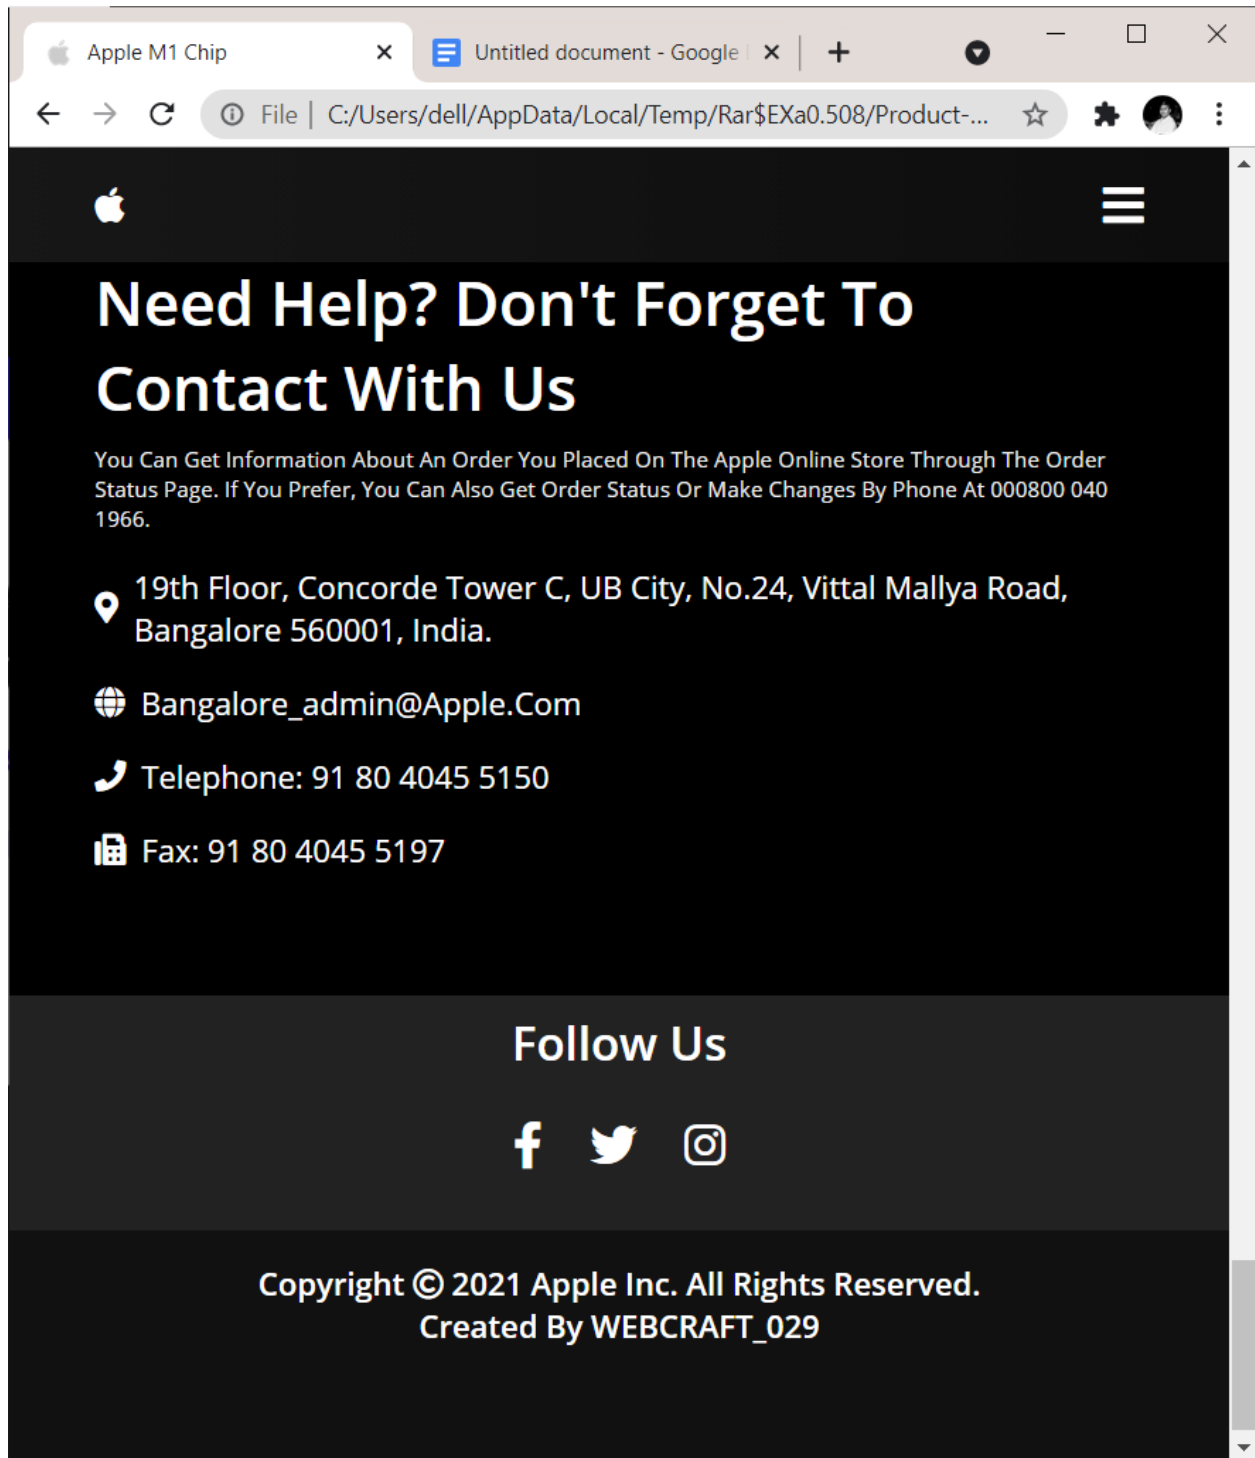 Apple M1 Chip
Untitled document - Google
File | C:/Users/dell/AppData/Local/Temp/Rar$EXa0.508/Product-...
Need Help? Don't Forget To
Contact With Us
You Can Get Information About An Order You Placed On The Apple Online Store Through The Order
Status Page. If You Prefer, You Can Also Get Order Status Or Make Changes By Phone At 000800 040
1966.
19th Floor, Concorde Tower C, UB City, No.24, Vittal Mallya Road,
Bangalore 560001, India.
Bangalore_admin@Apple.Com
Telephone: 91 80 4045 5150
Fax: 91 80 4045 5197
Follow Us
Copyright © 2021 Apple Inc. All Rights Reserved.
Created By WEBCRAFT_029